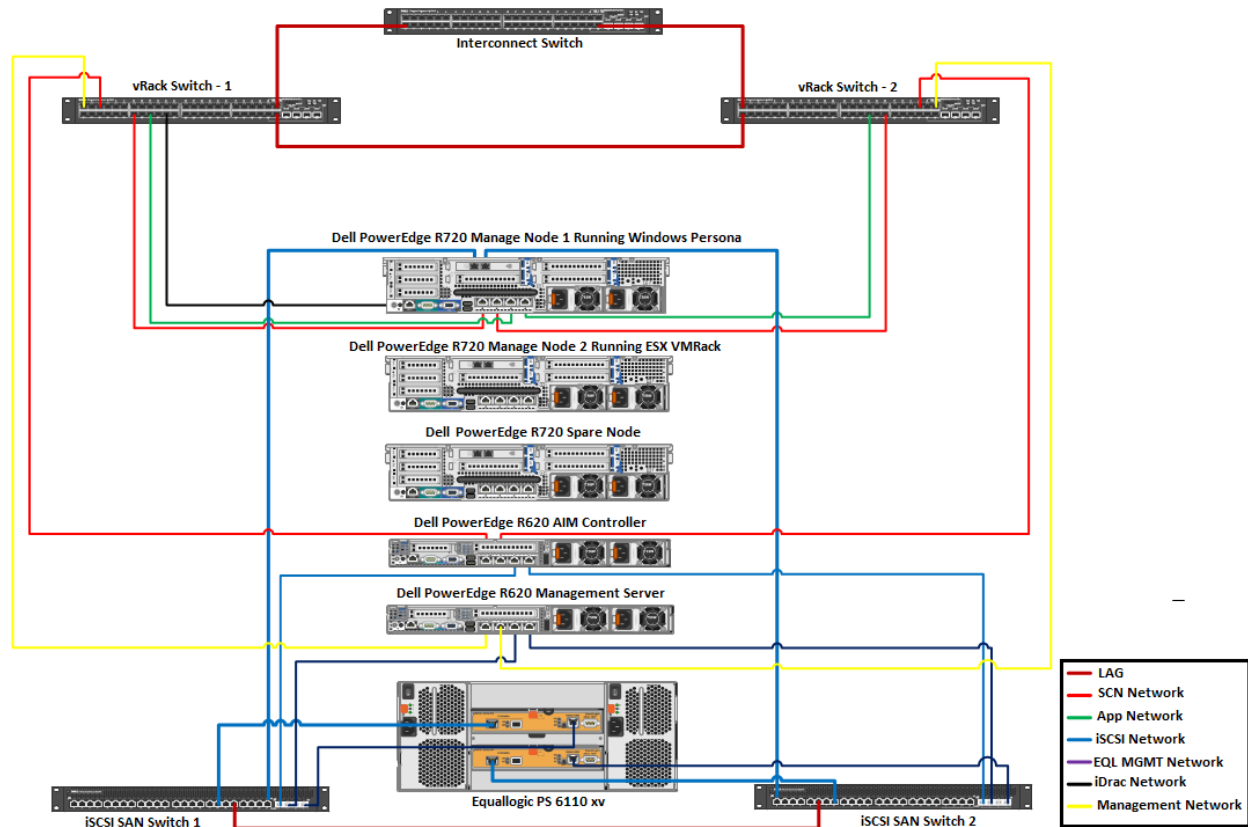 Interconnect Switch
vRack Switch - 1
vRack Switch - 2
Dell PowerEdge R720 Manage Node 1 Running Windows Persona
Dell PowerEdge R720 Manage Node 2 Running ESX VMRack
Dell PowerEdge R720 Spare Node
Dell PowerEdge R620 AIM Controller
Dell PowerEdge R620 Management Server
Equallogic PS 6110 xv
iSCSI SAN Switch 1
iSCSI SAN Switch 2
LAG
SCN Network
App Network
iSCSI Network
EQL MGMT Network
iDrac Network
Management Network